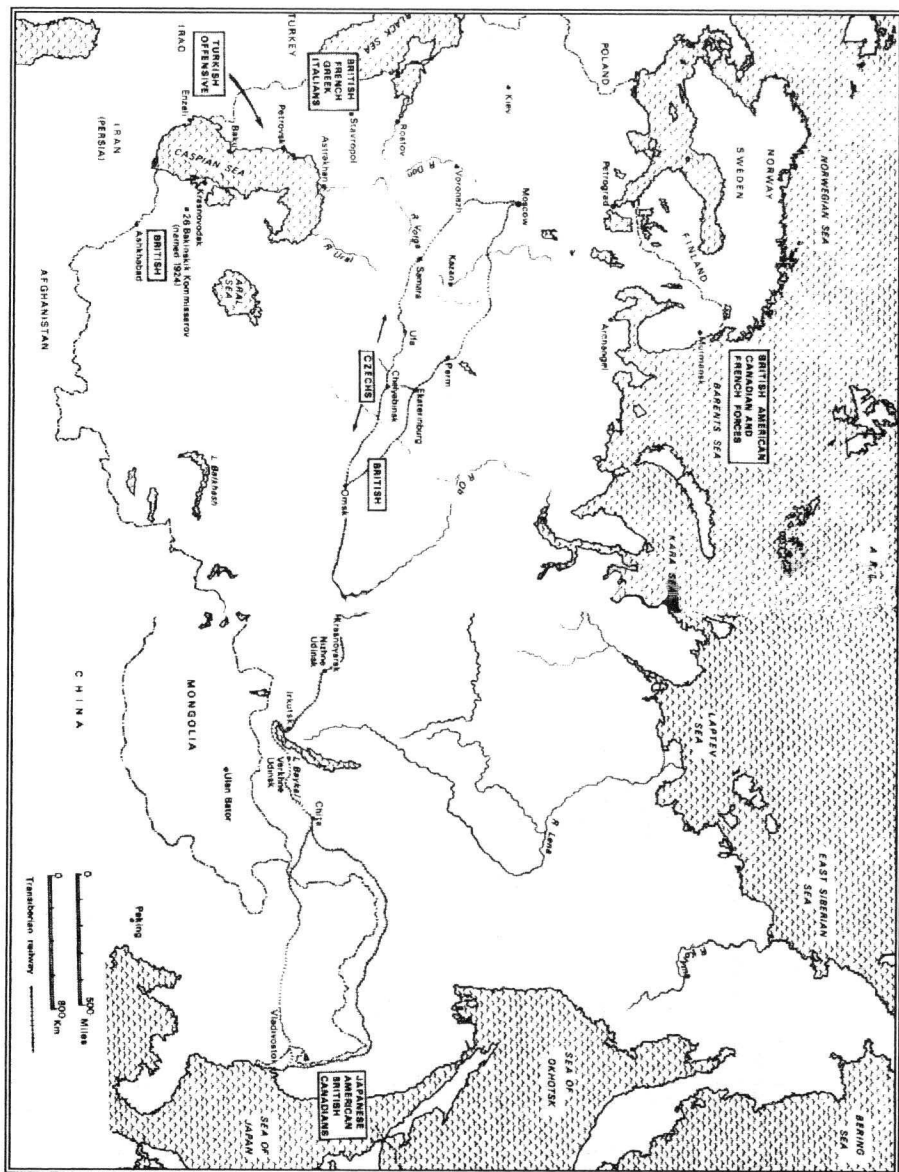 NORWEGIAN SEA
NORWAY
SWEDEN
FINLAND
BRITISH AMERICAN
CANADIAN AND
FRENCH FORCES
BARENTS SEA
KARA SEA
LAPTEV
SEA
EAST SIBERIAN
SEA
BERING
SEA
SEA OF
OKHOTSK
Murmansk
Archangel
Petrograd
POLAND
Kiev
Moscow
Voronezh
R Don
Kazan
Perm
R Ob
R. Lena
BLACK SEA
TURKEY
BRITISH
FRENCH
GREEK
ITALIANS
Rostov
Stavropol
Astrakhan
R Volga
Samara
Ufa
Ekaterinburg
Chelyabinsk
CZECHS
BRITISH
Omsk
R Ural
Krasnoyarsk
Nizhne
Udinsk
Irkutsk
L Baykal
Verkhne
Udinsk
Chita
Vladivostok
JAPANESE
AMERICAN
BRITISH
CANADIANS
SEA OF
JAPAN
TURKISH
OFFENSIVE
IRAQ
Petrovsk
Baku
Enzeli
CASPIAN SEA
Krasnovodsk
26 Bakinskik Kommissarov
(named 1924)
BRITISH
Ashkhabad
ARAL
SEA
IRAN
(PERSIA)
AFGHANISTAN
L Balkhash
MONGOLIA
Ulan Bator
CHINA
Peking
0 500 Miles
0 800 Km
Transiberian railway